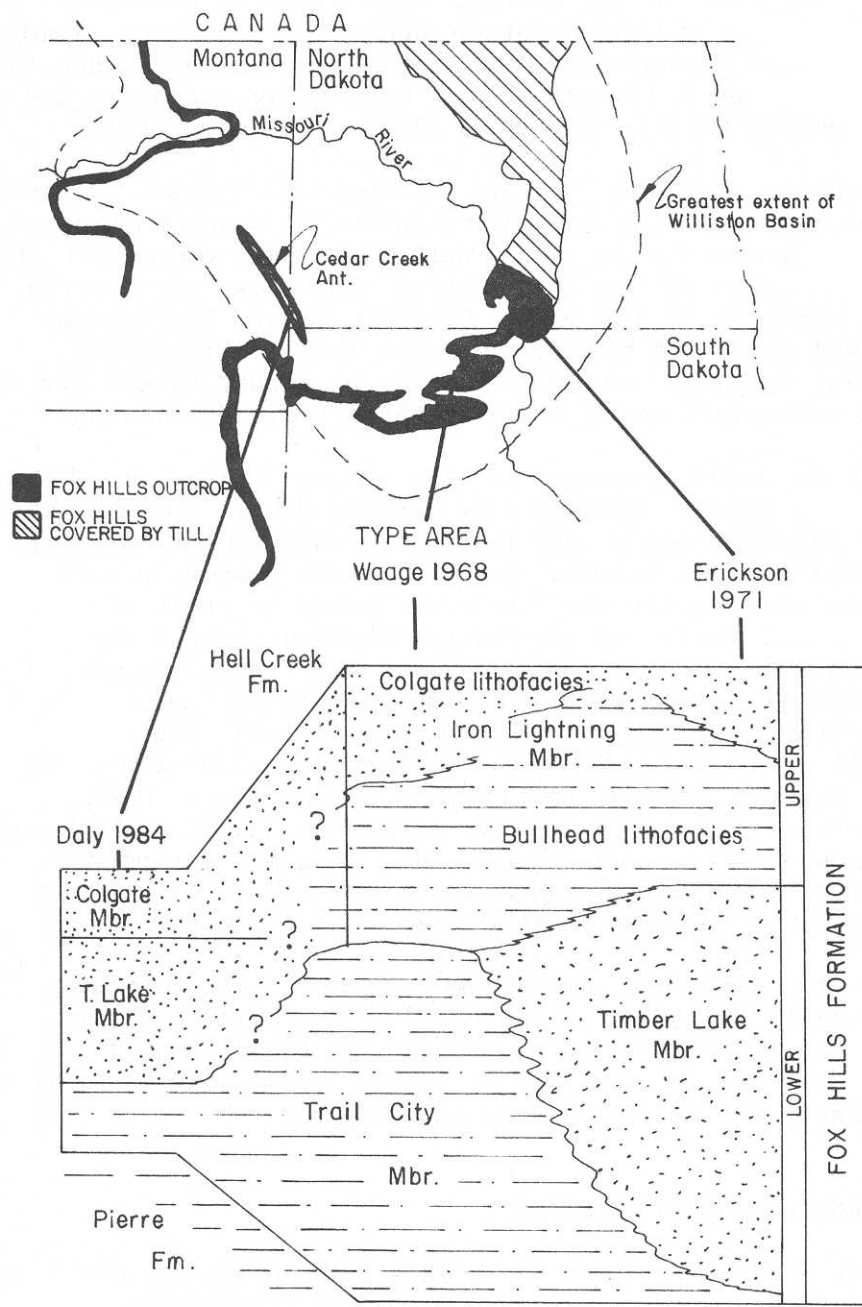 CANADA
Montana
North
Dakota
Missouri
River
Greatest extent of
Williston Basin
Cedar Creek
Ant.
South
Dakota
FOX HILLS OUTCROP
FOX HILLS
COVERED BY TILL
TYPE AREA
Waage 1968
Erickson
1971
Hell Creek
Fm.
Colgate lithofacies
Iron Lightning
Mbr.
?
Daly 1984
Bullhead lithofacies
UPPER
Colgate
Mbr.
?
T. Lake
Mbr.
?
Timber Lake
Mbr.
Trail City
Mbr.
LOWER
FOX HILLS FORMATION
Pierre
Fm.